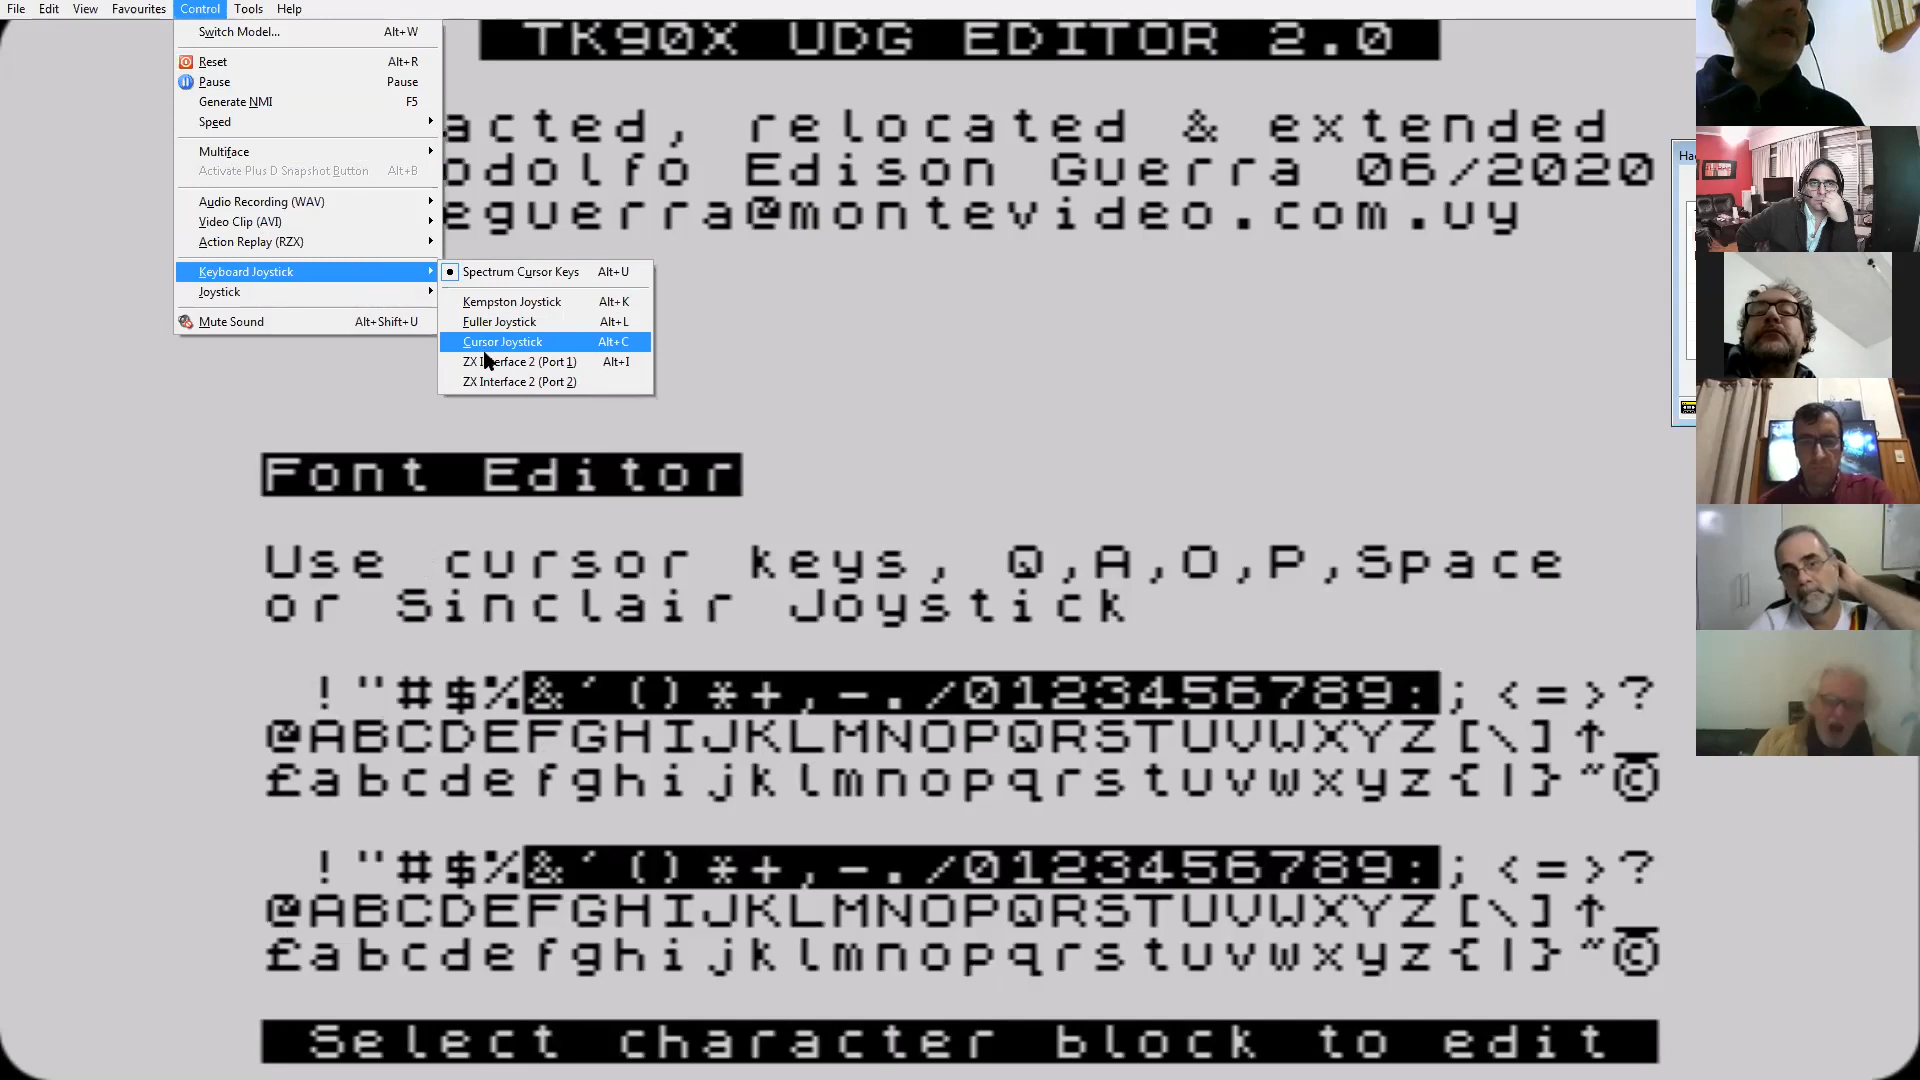 File Edit View Favourites Control Tools Help
Switch Model... Alt+W
Reset Alt+R
Pause Pause
Generate NMI F5
Speed
Multiface
Activate Plus D Snapshot Button Alt+B
Audio Recording (WAV)
Video Clip (AVI)
Action Replay (RZX)
Keyboard Joystick
Joystick
Mute Sound Alt+Shift+U
Spectrum Cursor Keys Alt+U
Kempston Joystick Alt+K
Fuller Joystick Alt+L
Cursor Joystick Alt+C
ZX Interface 2 (Port 1) Alt+I
ZX Interface 2 (Port 2)
TK90X UDG EDITOR 2.0
acted, relocated & extended
odolfo Edison Guerra 06/2020
eguerra@montevideo.com.uy
Font Editor
Use cursor keys, Q,A,O,P,Space
or Sinclair Joystick
!"#$%&'()*+,-./0123456789:;<=>?
@ABCDEFGHIJKLMNOPQRSTUVWXYZ[\]↑_
£abcdefghijklmnopqrstuvwxyz{|}~©
!"#$%&'()*+,-./0123456789:;<=>?
@ABCDEFGHIJKLMNOPQRSTUVWXYZ[\]↑_
£abcdefghijklmnopqrstuvwxyz{|}~©
Select character block to edit